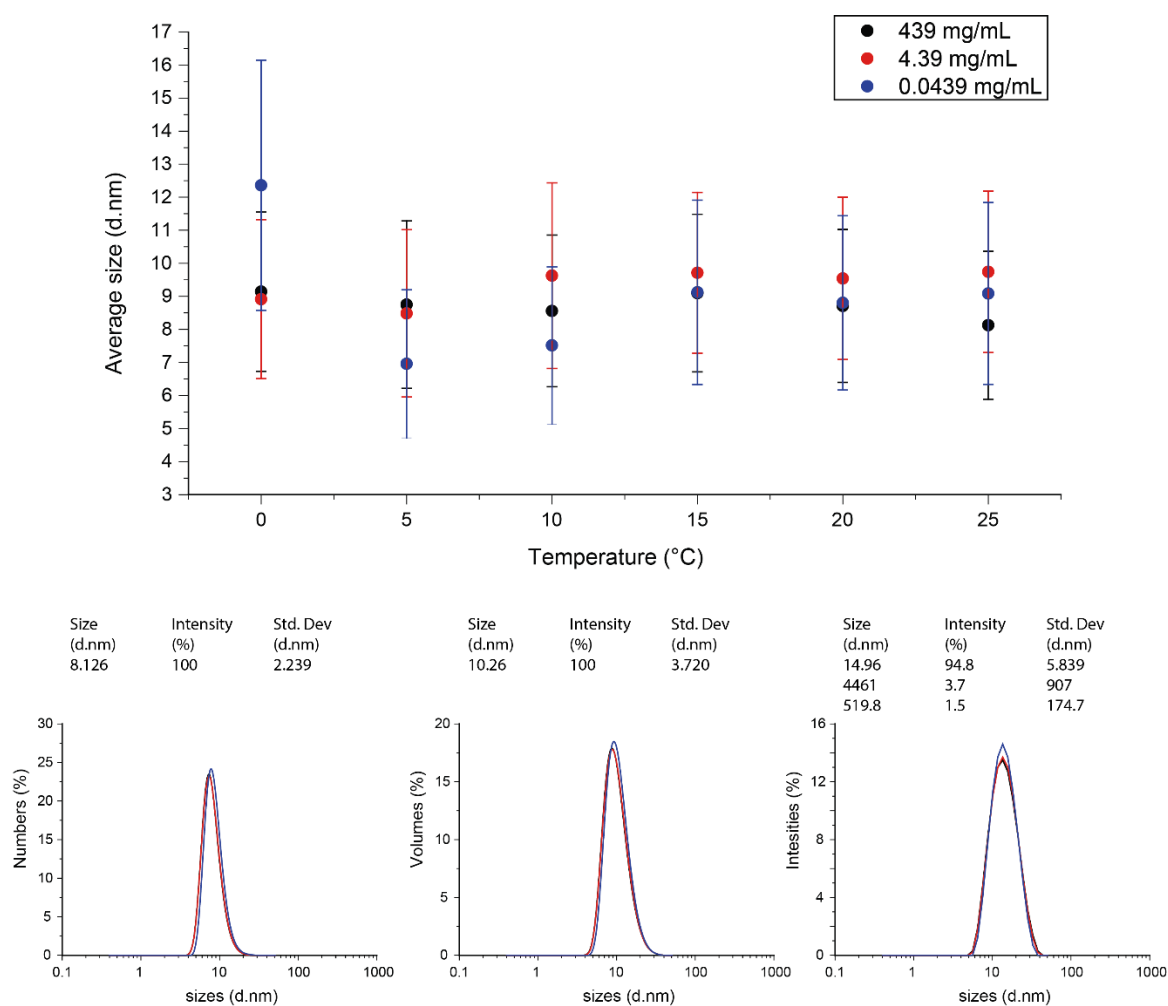 17
16
15
14
13
12
11
10
9
8
7
6
5
4
3
Average size (d.nm)
439 mg/mL
4.39 mg/mL
0.0439 mg/mL
0 5 10 15 20 25
Temperature (°C)
Size Intensity Std. Dev
(d.nm) (%) (d.nm)
8.126 100 2.239
30
25
20
15
10
5
0
Numbers (%)
0.1 1 10 100 1000
sizes (d.nm)
Size Intensity Std. Dev
(d.nm) (%) (d.nm)
10.26 100 3.720
20
15
10
5
0
Volumes (%)
0.1 1 10 100 1000
sizes (d.nm)
Size Intensity Std. Dev
(d.nm) (%) (d.nm)
14.96 94.8 5.839
4461 3.7 907
519.8 1.5 174.7
16
12
8
4
0
Intesities (%)
0.1 1 10 100 1000
sizes (d.nm)